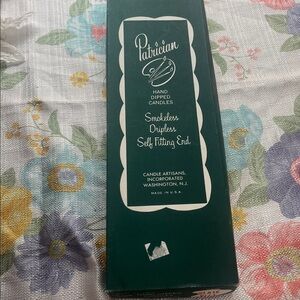 Patrician
HAND
DIPPED
CANDLES
Smokeless
Dripless
Self Fitting End
CANDLE ARTISANS,
INCORPORATED
WASHINGTON, N.J.
MADE IN U.S.A.